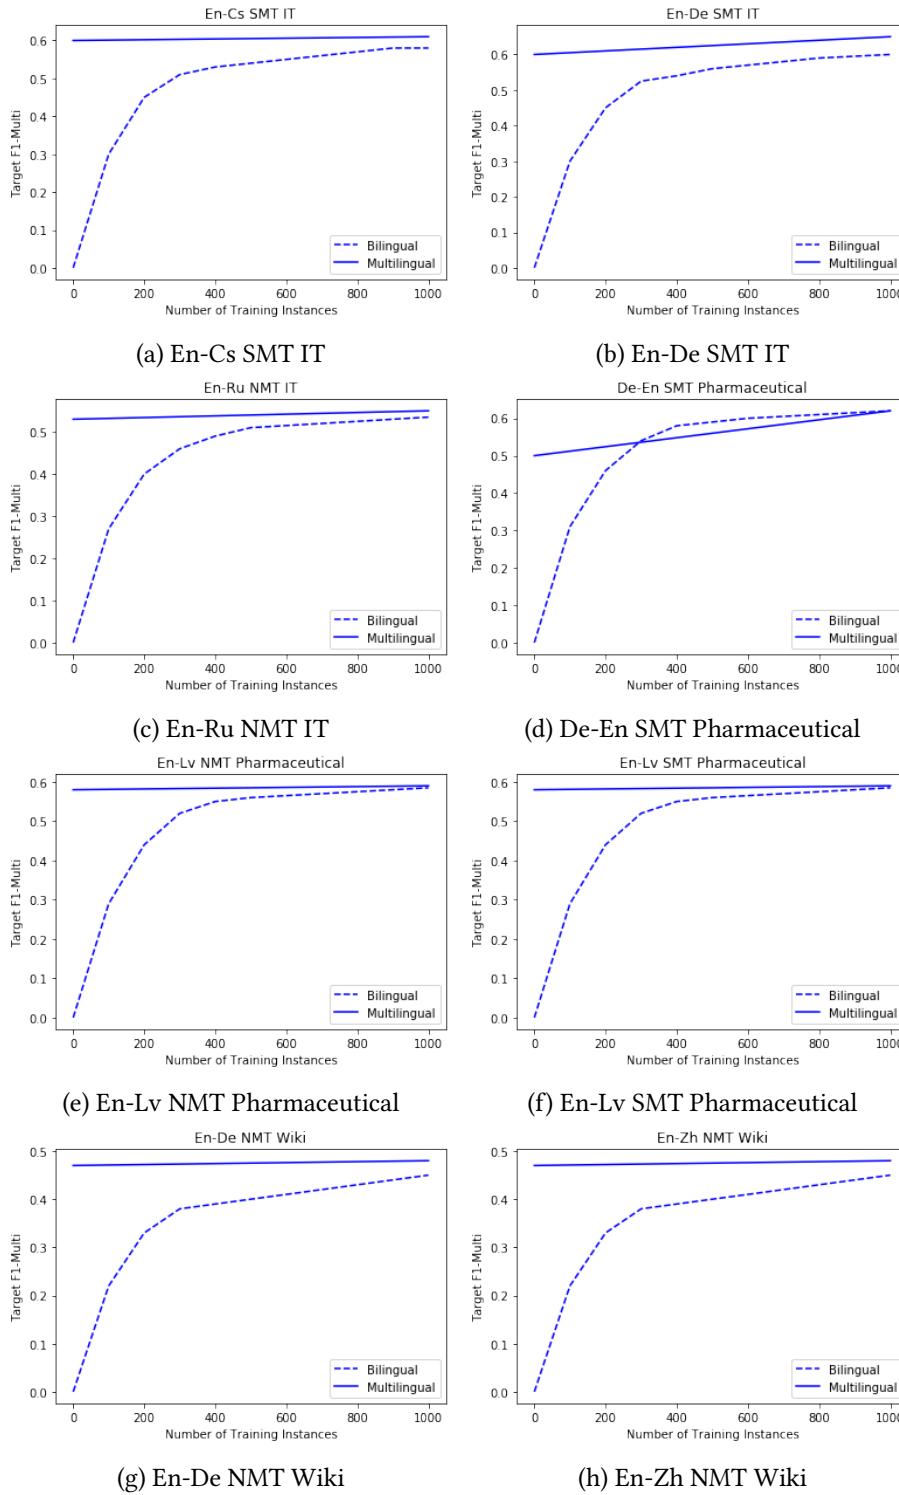 En-Cs SMT IT
Target F1-Multi
0.6
0.5
0.4
0.3
0.2
0.1
0.0
Bilingual
Multilingual
0 200 400 600 800 1000
Number of Training Instances
(a) En-Cs SMT IT
En-De SMT IT
Target F1-Multi
0.6
0.5
0.4
0.3
0.2
0.1
0.0
Bilingual
Multilingual
0 200 400 600 800 1000
Number of Training Instances
(b) En-De SMT IT
En-Ru NMT IT
Target F1-Multi
0.5
0.4
0.3
0.2
0.1
0.0
Bilingual
Multilingual
0 200 400 600 800 1000
Number of Training Instances
(c) En-Ru NMT IT
De-En SMT Pharmaceutical
Target F1-Multi
0.6
0.5
0.4
0.3
0.2
0.1
0.0
Bilingual
Multilingual
0 200 400 600 800 1000
Number of Training Instances
(d) De-En SMT Pharmaceutical
En-Lv NMT Pharmaceutical
Target F1-Multi
0.6
0.5
0.4
0.3
0.2
0.1
0.0
Bilingual
Multilingual
0 200 400 600 800 1000
Number of Training Instances
(e) En-Lv NMT Pharmaceutical
En-Lv SMT Pharmaceutical
Target F1-Multi
0.6
0.5
0.4
0.3
0.2
0.1
0.0
Bilingual
Multilingual
0 200 400 600 800 1000
Number of Training Instances
(f) En-Lv SMT Pharmaceutical
En-De NMT Wiki
Target F1-Multi
0.5
0.4
0.3
0.2
0.1
0.0
Bilingual
Multilingual
0 200 400 600 800 1000
Number of Training Instances
(g) En-De NMT Wiki
En-Zh NMT Wiki
Target F1-Multi
0.5
0.4
0.3
0.2
0.1
0.0
Bilingual
Multilingual
0 200 400 600 800 1000
Number of Training Instances
(h) En-Zh NMT Wiki